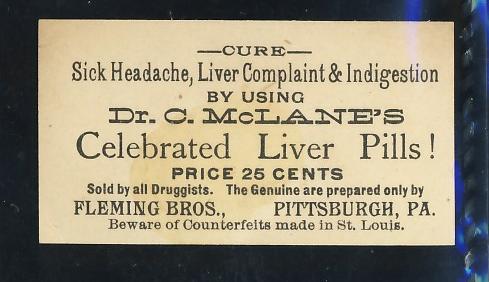 —CURE—
Sick Headache, Liver Complaint & Indigestion
BY USING
Dr. C. McLANE'S
Celebrated Liver Pills!
PRICE 25 CENTS
Sold by all Druggists. The Genuine are prepared only by
FLEMING BROS., PITTSBURGH, PA.
Beware of Counterfeits made in St. Louis.